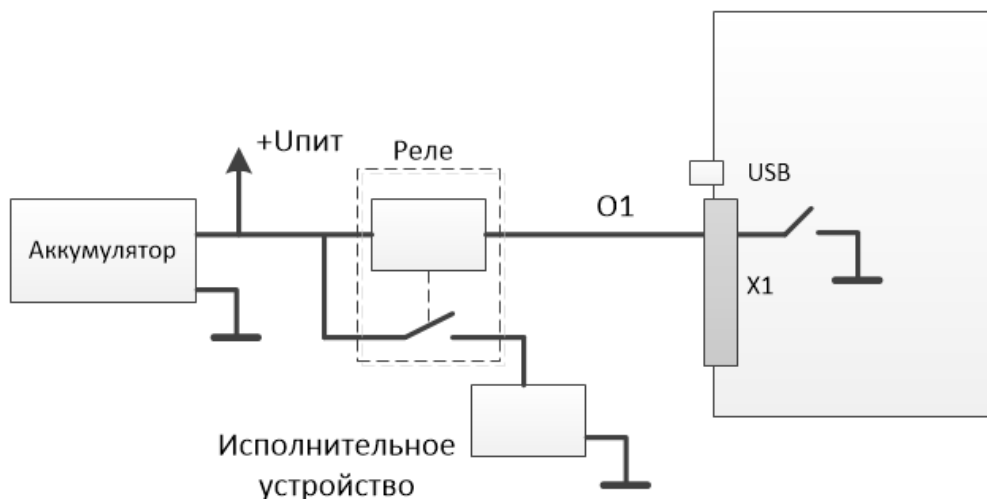 +Uпит
Реле
USB
O1
Аккумулятор
X1
Исполнительное
устройство